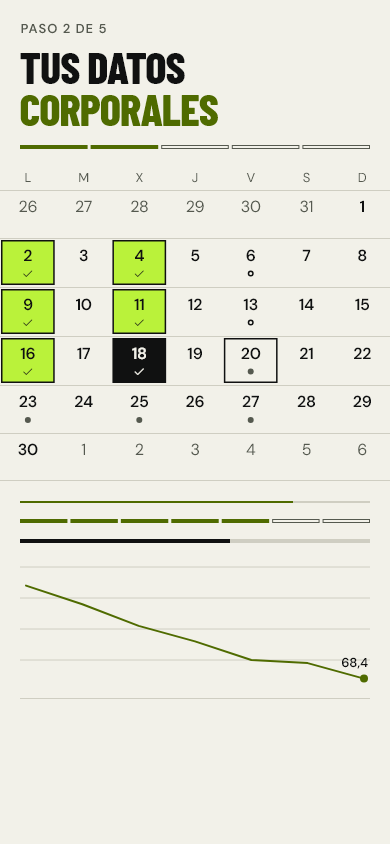 PASO 2 DE 5
TUS DATOS
CORPORALES
L M X J V S D
26 27 28 29 30 31 1
2 3 4 5 6 7 8
9 10 11 12 13 14 15
16 17 18 19 20 21 22
23 24 25 26 27 28 29
30 1 2 3 4 5 6
68,4